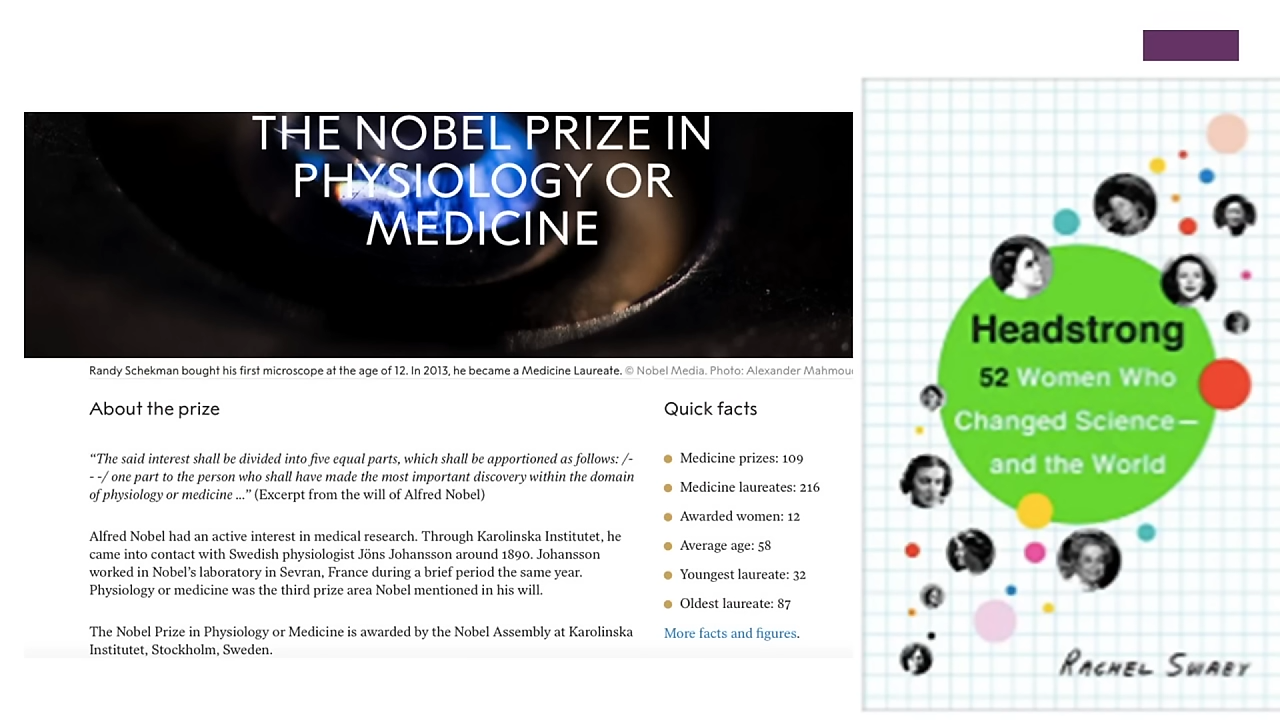 THE NOBEL PRIZE IN
PHYSIOLOGY OR
MEDICINE
Randy Schekman bought his first microscope at the age of 12. In 2013, he became a Medicine Laureate. © Nobel Media. Photo: Alexander Mahmoud
About the prize
“The said interest shall be divided into five equal parts, which shall be apportioned as follows: /-
- -/ one part to the person who shall have made the most important discovery within the domain
of physiology or medicine ...” (Excerpt from the will of Alfred Nobel)
Alfred Nobel had an active interest in medical research. Through Karolinska Institutet, he
came into contact with Swedish physiologist Jöns Johansson around 1890. Johansson
worked in Nobel’s laboratory in Sevran, France during a brief period the same year.
Physiology or medicine was the third prize area Nobel mentioned in his will.
The Nobel Prize in Physiology or Medicine is awarded by the Nobel Assembly at Karolinska
Institutet, Stockholm, Sweden.
Quick facts
Medicine prizes: 109
Medicine laureates: 216
Awarded women: 12
Average age: 58
Youngest laureate: 32
Oldest laureate: 87
More facts and figures.
Headstrong
52 Women Who
Changed Science—
and the World
RACHEL SWABY